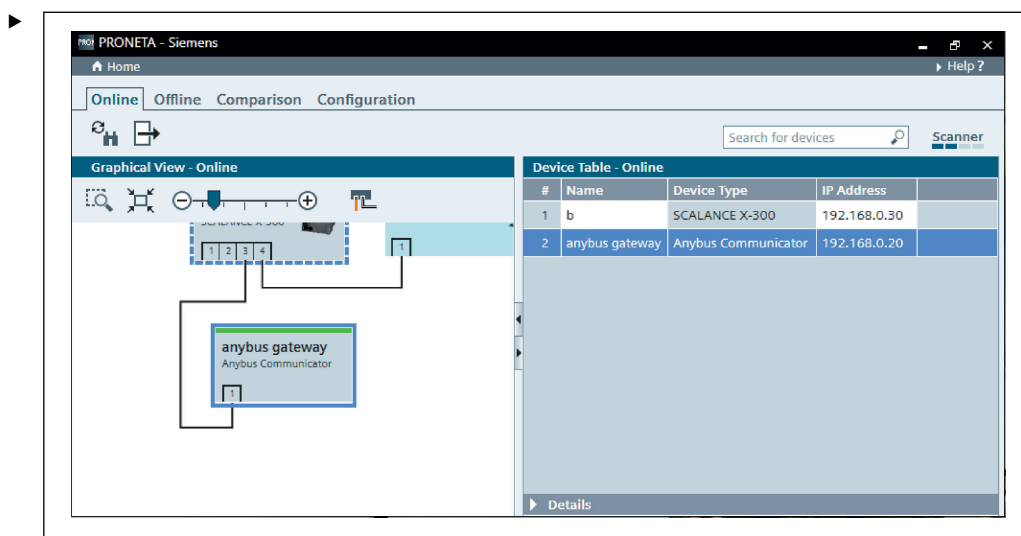 PRONETA - Siemens
Home
Help ?
Online Offline Comparison Configuration
Search for devices
Scanner
Graphical View - Online
Device Table - Online
# Name Device Type IP Address
1 b SCALANCE X-300 192.168.0.30
2 anybus gateway Anybus Communicator 192.168.0.20
SCALANCE X-300
1 2 3 4
1
anybus gateway
Anybus Communicator
1
Details